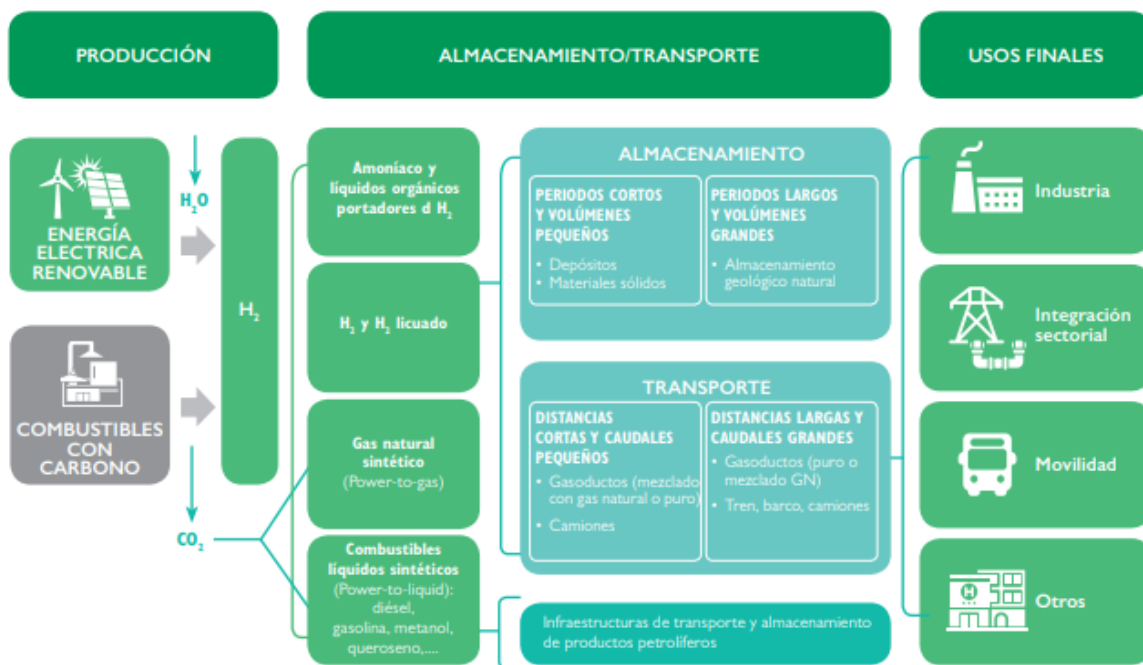 PRODUCCIÓN
ALMACENAMIENTO/TRANSPORTE
USOS FINALES
ENERGÍA
ELECTRICA
RENOVABLE
H₂O
COMBUSTIBLES
CON
CARBONO
CO₂
H₂
Amoníaco y
líquidos orgánicos
portadores d H₂
H₂ y H₂ licuado
Gas natural
sintético
(Power-to-gas)
Combustibles
líquidos sintéticos
(Power-to-liquid):
diésel,
gasolina, metanol,
queroseno,....
ALMACENAMIENTO
PERIODOS CORTOS
Y VOLÚMENES
PEQUEÑOS
• Depósitos
• Materiales sólidos
PERIODOS LARGOS
Y VOLÚMENES
GRANDES
• Almacenamiento
geológico natural
TRANSPORTE
DISTANCIAS
CORTAS Y CAUDALES
PEQUEÑOS
• Gasoductos (mezclado
con gas natural o puro)
• Camiones
DISTANCIAS LARGAS Y
CAUDALES GRANDES
• Gasoductos (puro o
mezclado GN)
• Tren, barco, camiones
Infraestructuras de transporte y almacenamiento
de productos petrolíferos
Industria
Integración
sectorial
Movilidad
H
Otros